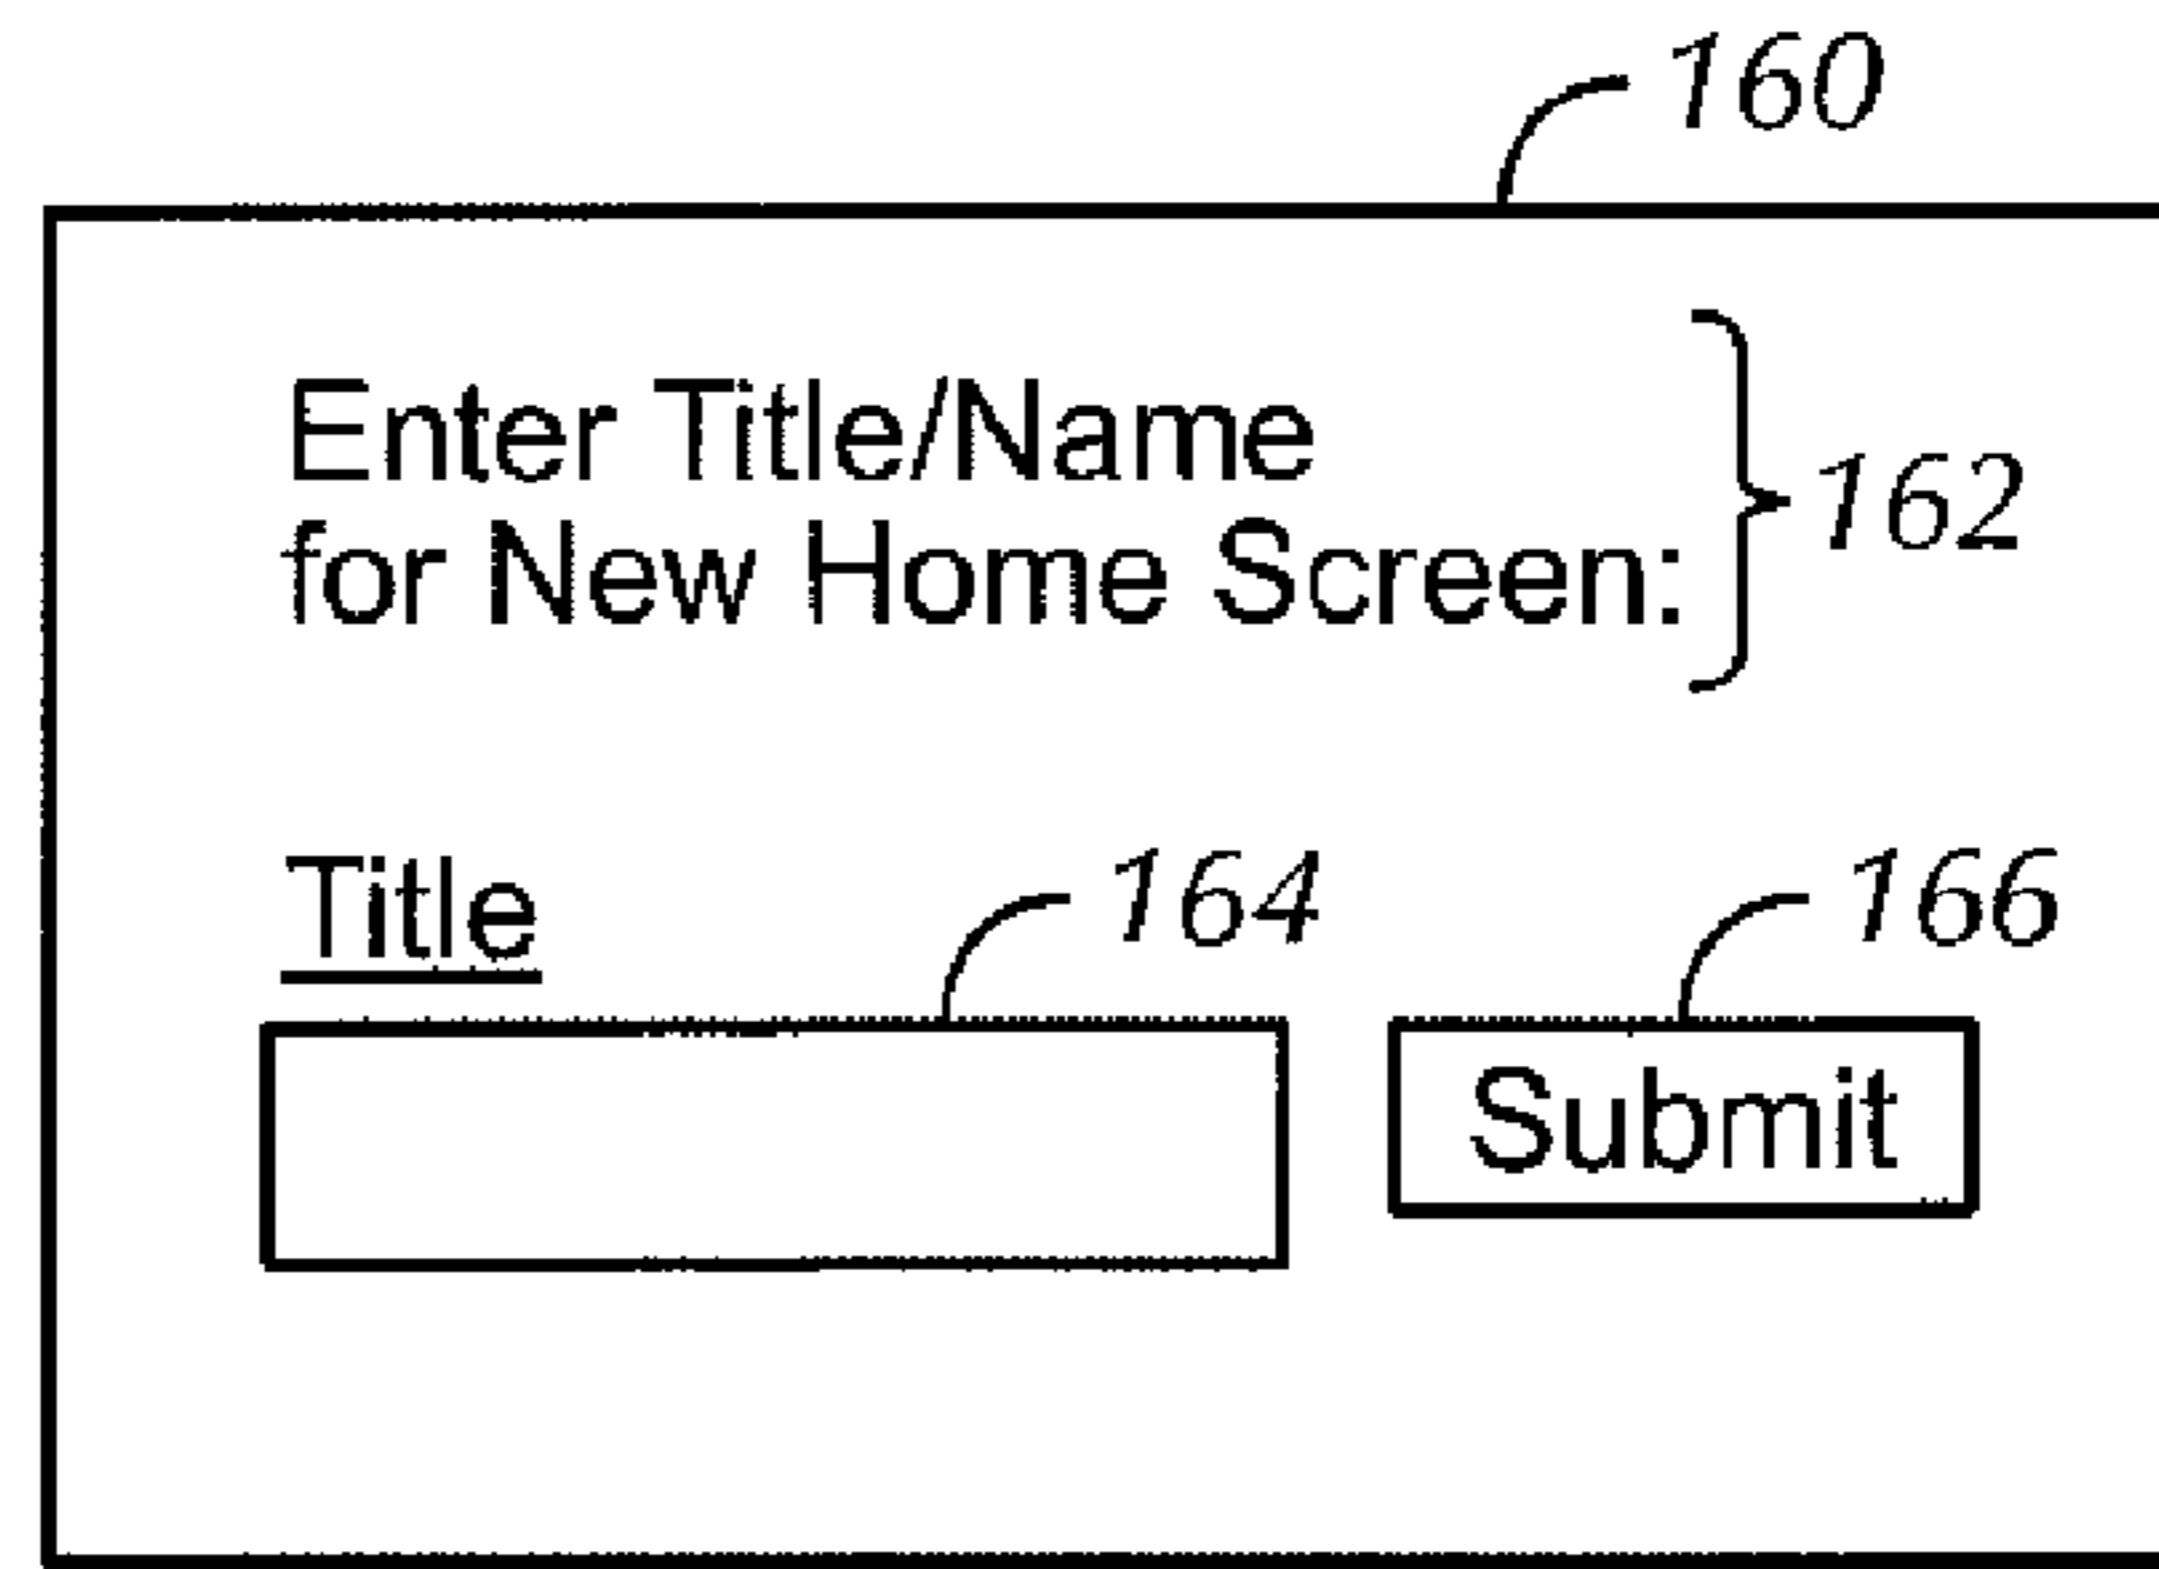 160
Enter Title/Name
for New Home Screen:
162
Title
164
166
Submit